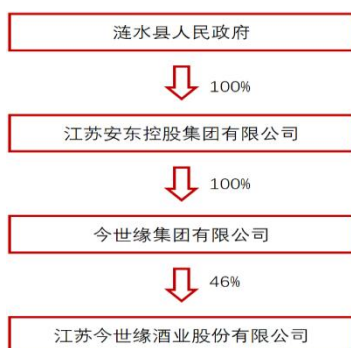 涟水县人民政府
100%
江苏安东控股集团有限公司
100%
今世缘集团有限公司
46%
江苏今世缘酒业股份有限公司